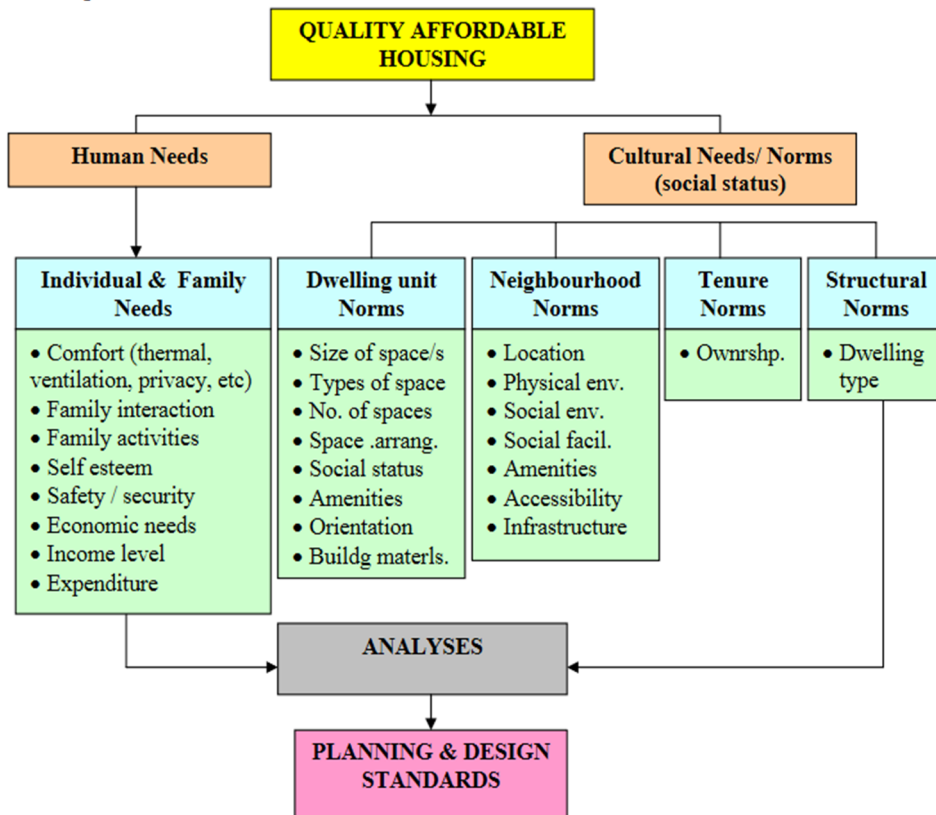 QUALITY AFFORDABLE
HOUSING
Human Needs
Cultural Needs/ Norms
(social status)
Individual & Family
Needs
• Comfort (thermal,
ventilation, privacy, etc)
• Family interaction
• Family activities
• Self esteem
• Safety / security
• Economic needs
• Income level
• Expenditure
Dwelling unit
Norms
• Size of space/s
• Types of space
• No. of spaces
• Space .arrang.
• Social status
• Amenities
• Orientation
• Buildg materls.
Neighbourhood
Norms
• Location
• Physical env.
• Social env.
• Social facil.
• Amenities
• Accessibility
• Infrastructure
Tenure
Norms
• Ownrshp.
Structural
Norms
• Dwelling
type
ANALYSES
PLANNING & DESIGN
STANDARDS